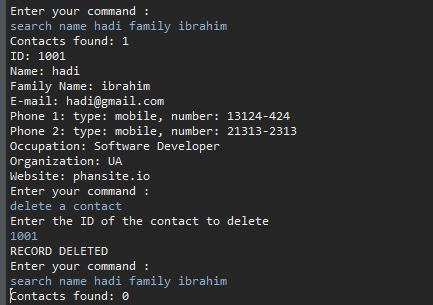 Enter your command :
search name hadi family ibrahim
Contacts found: 1
ID: 1001
Name: hadi
Family Name: ibrahim
E-mail: hadi@gmail.com
Phone 1: type: mobile, number: 13124-424
Phone 2: type: mobile, number: 21313-2313
Occupation: Software Developer
Organization: UA
Website: phansite.io
Enter your command :
delete a contact
Enter the ID of the contact to delete
1001
RECORD DELETED
Enter your command :
search name hadi family ibrahim
Contacts found: 0